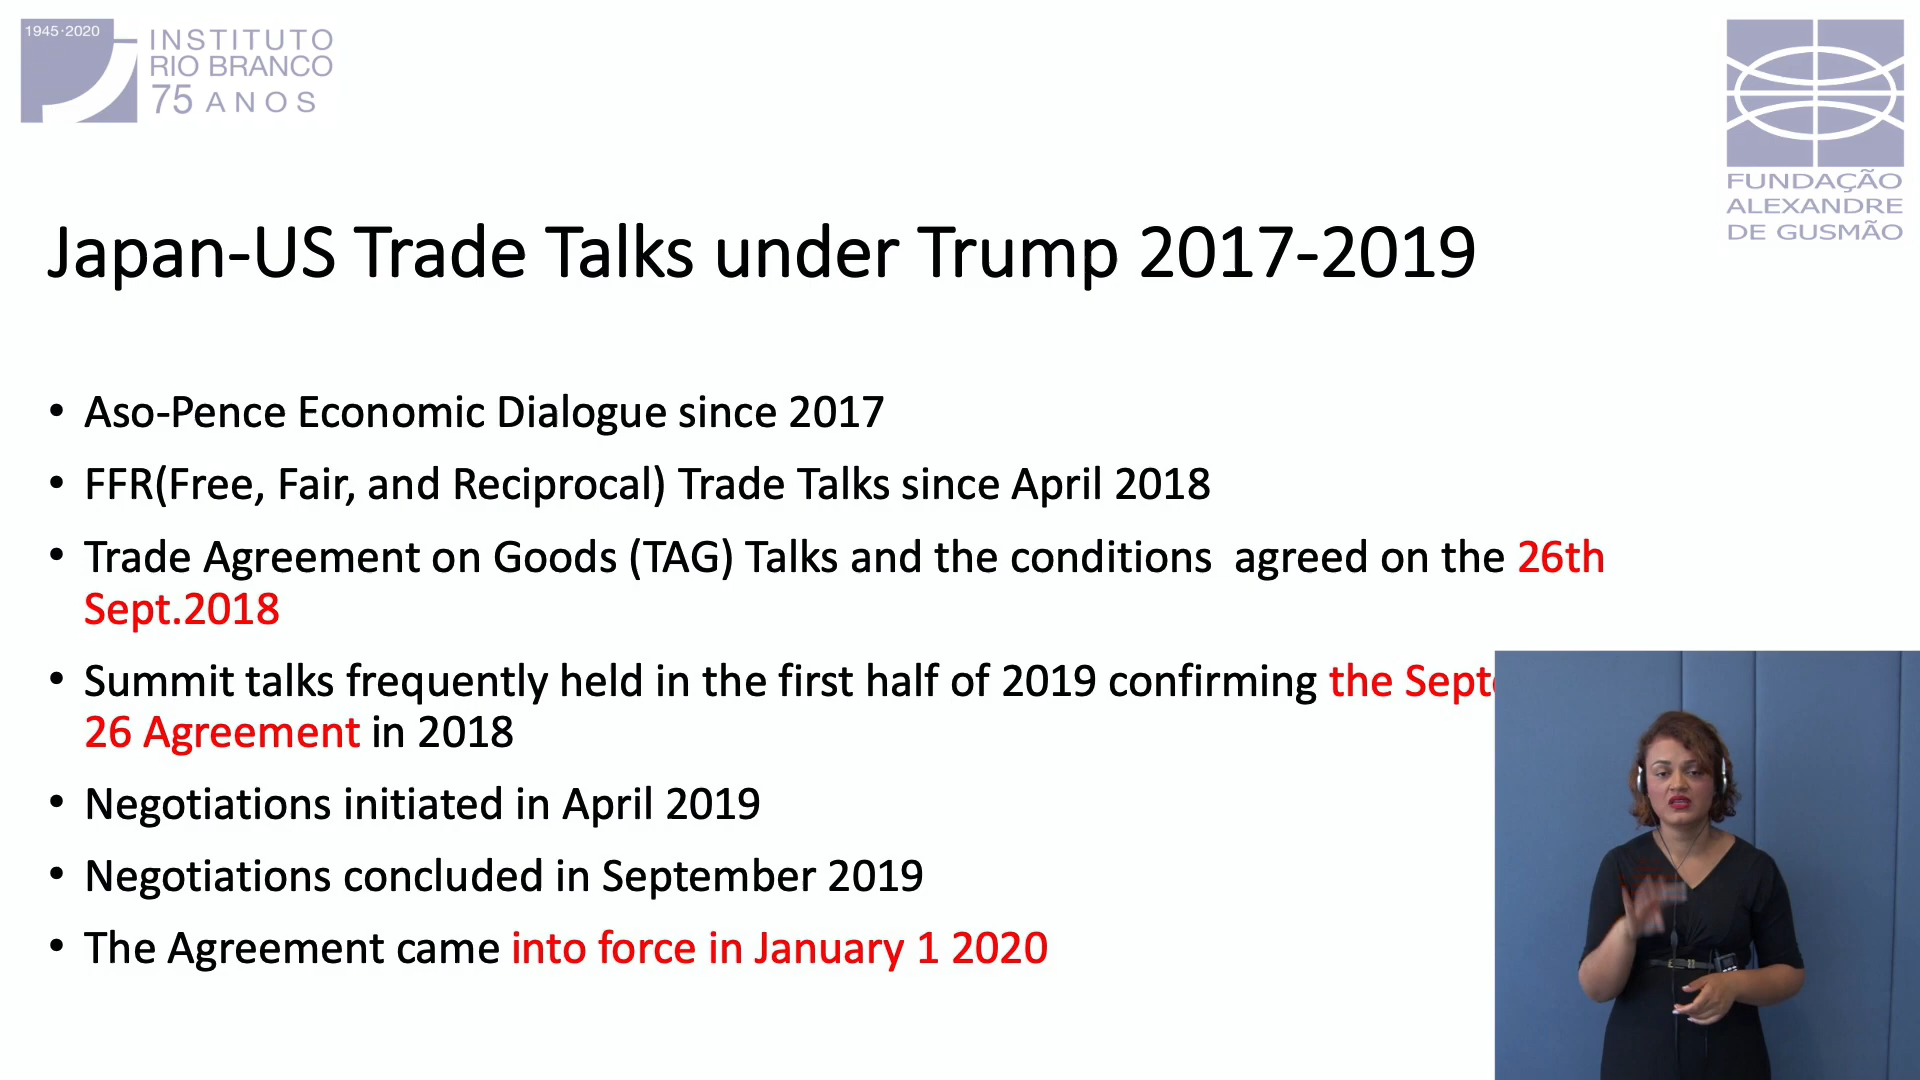 1945·2020
INSTITUTO
RIO BRANCO
75 ANOS
FUNDAÇÃO
ALEXANDRE
DE GUSMÃO
Japan-US Trade Talks under Trump 2017-2019
• Aso-Pence Economic Dialogue since 2017
• FFR(Free, Fair, and Reciprocal) Trade Talks since April 2018
• Trade Agreement on Goods (TAG) Talks and the conditions agreed on the 26th
Sept.2018
• Summit talks frequently held in the first half of 2019 confirming the
26 Agreement in 2018
• Negotiations initiated in April 2019
• Negotiations concluded in September 2019
• The Agreement came into force in January 1 2020